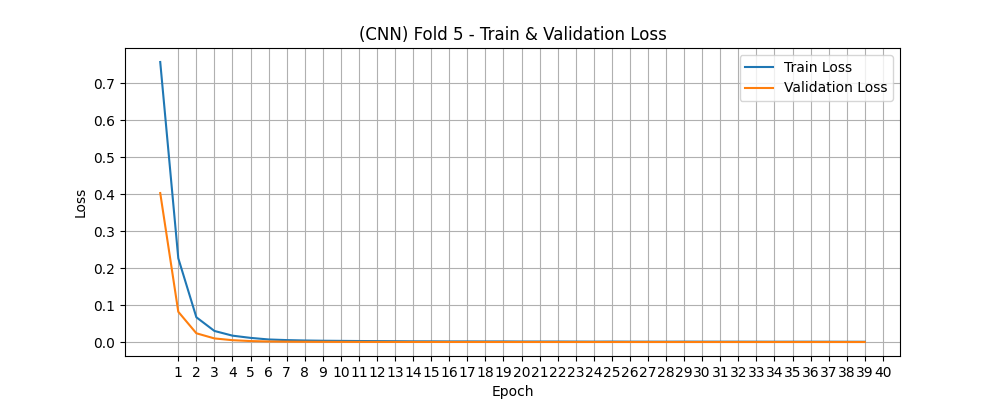 (CNN) Fold 5 - Train & Validation Loss
Train Loss
Validation Loss
0.7
0.6
0.5
0.4
0.3
0.2
0.1
0.0
Loss
1 2 3 4 5 6 7 8 9 10 11 12 13 14 15 16 17 18 19 20 21 22 23 24 25 26 27 28 29 30 31 32 33 34 35 36 37 38 39 40
Epoch